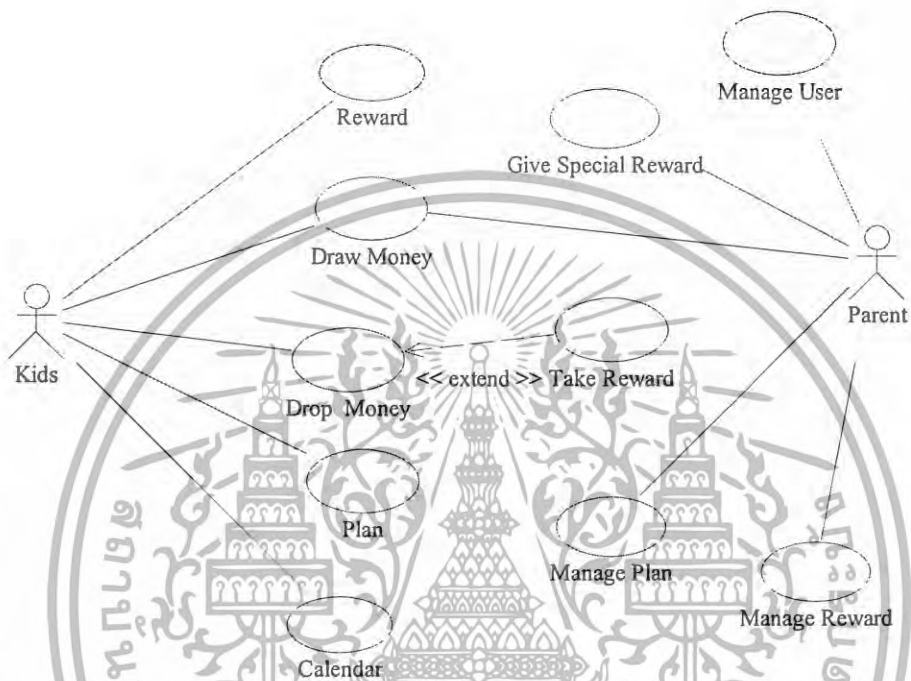 Manage User
Reward
Give Special Reward
Draw Money
Parent
Kids
<< extend >> Take Reward
Drop Money
Plan
Manage Plan
Manage Reward
Calendar